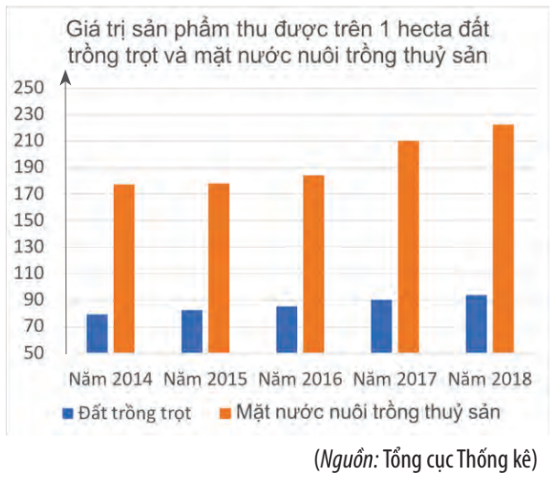 Giá trị sản phẩm thu được trên 1 hecta đất
trồng trọt và mặt nước nuôi trồng thuỷ sản
250
230
210
190
170
150
130
110
90
70
50
Năm 2014 Năm 2015 Năm 2016 Năm 2017 Năm 2018
Đất trồng trọt Mặt nước nuôi trồng thuỷ sản
(Nguồn: Tổng cục Thống kê)